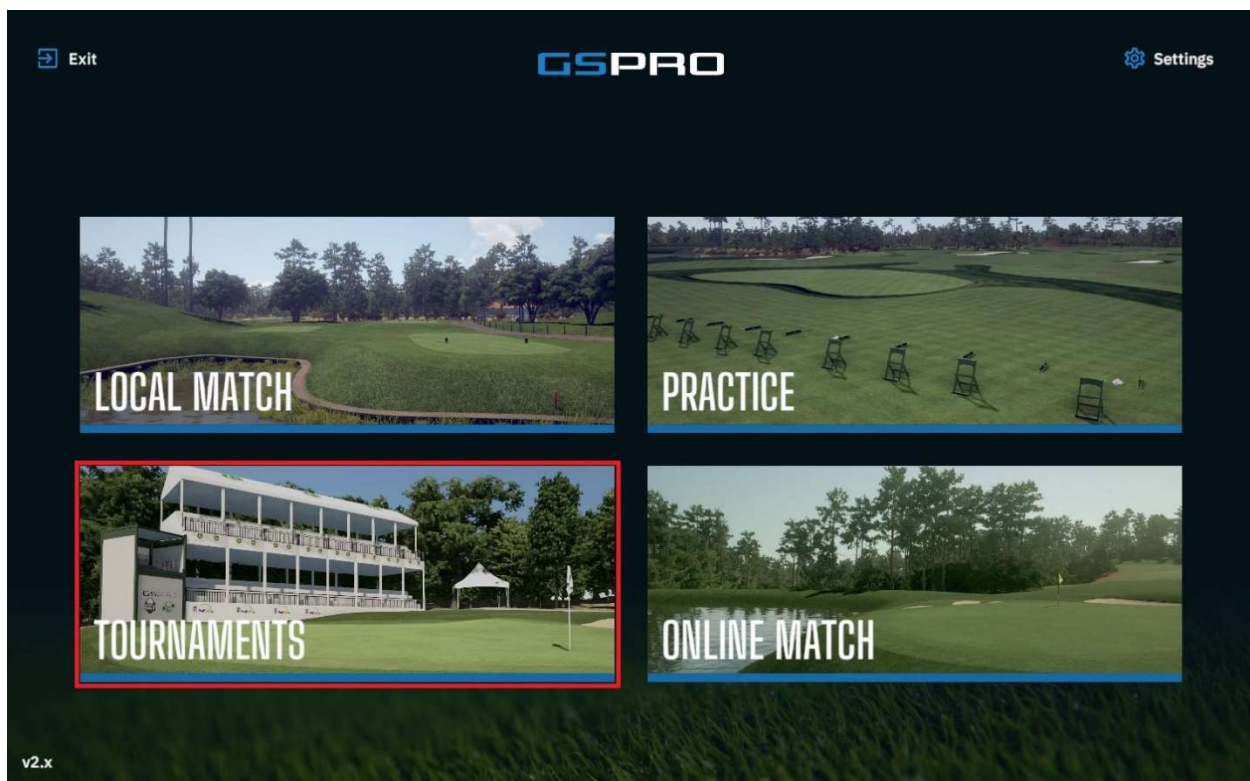 Exit
GSPRO
Settings
LOCAL MATCH
PRACTICE
TOURNAMENTS
ONLINE MATCH
v2.x